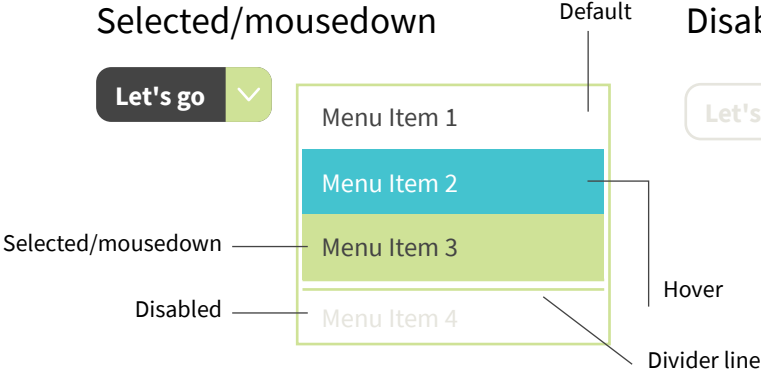 Selected/mousedown
Default
Let's go
Menu Item 1
Menu Item 2
Selected/mousedown
Menu Item 3
Hover
Disabled
Menu Item 4
Divider line
Let's